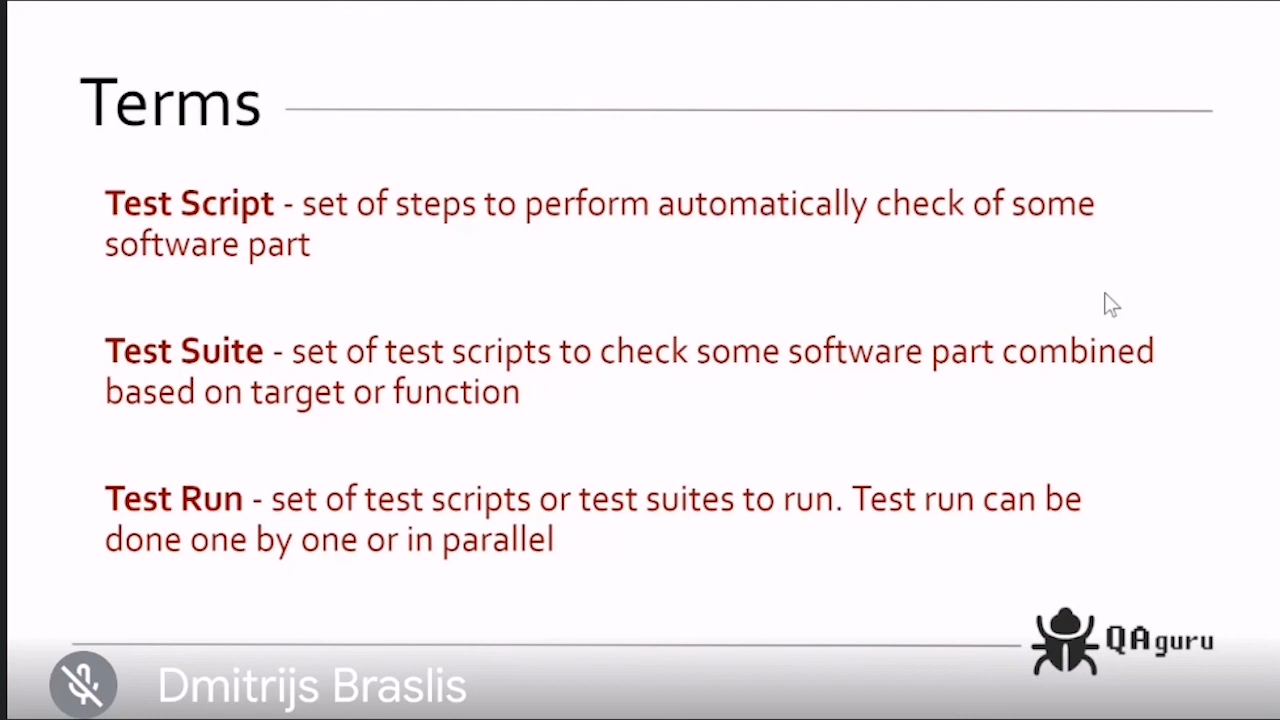 Terms
Test Script - set of steps to perform automatically check of some
software part
Test Suite - set of test scripts to check some software part combined
based on target or function
Test Run - set of test scripts or test suites to run. Test run can be
done one by one or in parallel
QAguru
Dmitrijs Braslis